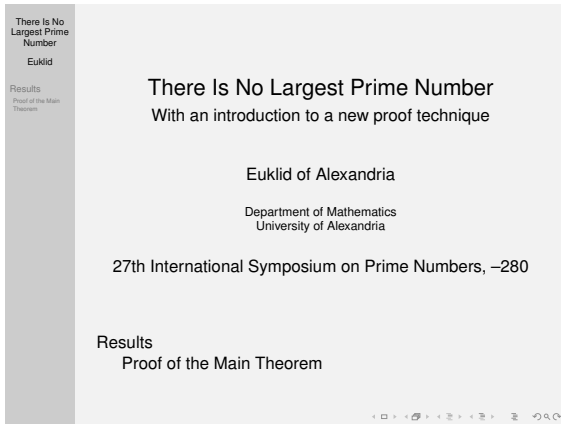 There Is No
Largest Prime
Number
Euklid
Results
Proof of the Main
Theorem
There Is No Largest Prime Number
With an introduction to a new proof technique
Euklid of Alexandria
Department of Mathematics
University of Alexandria
27th International Symposium on Prime Numbers, –280
Results
Proof of the Main Theorem